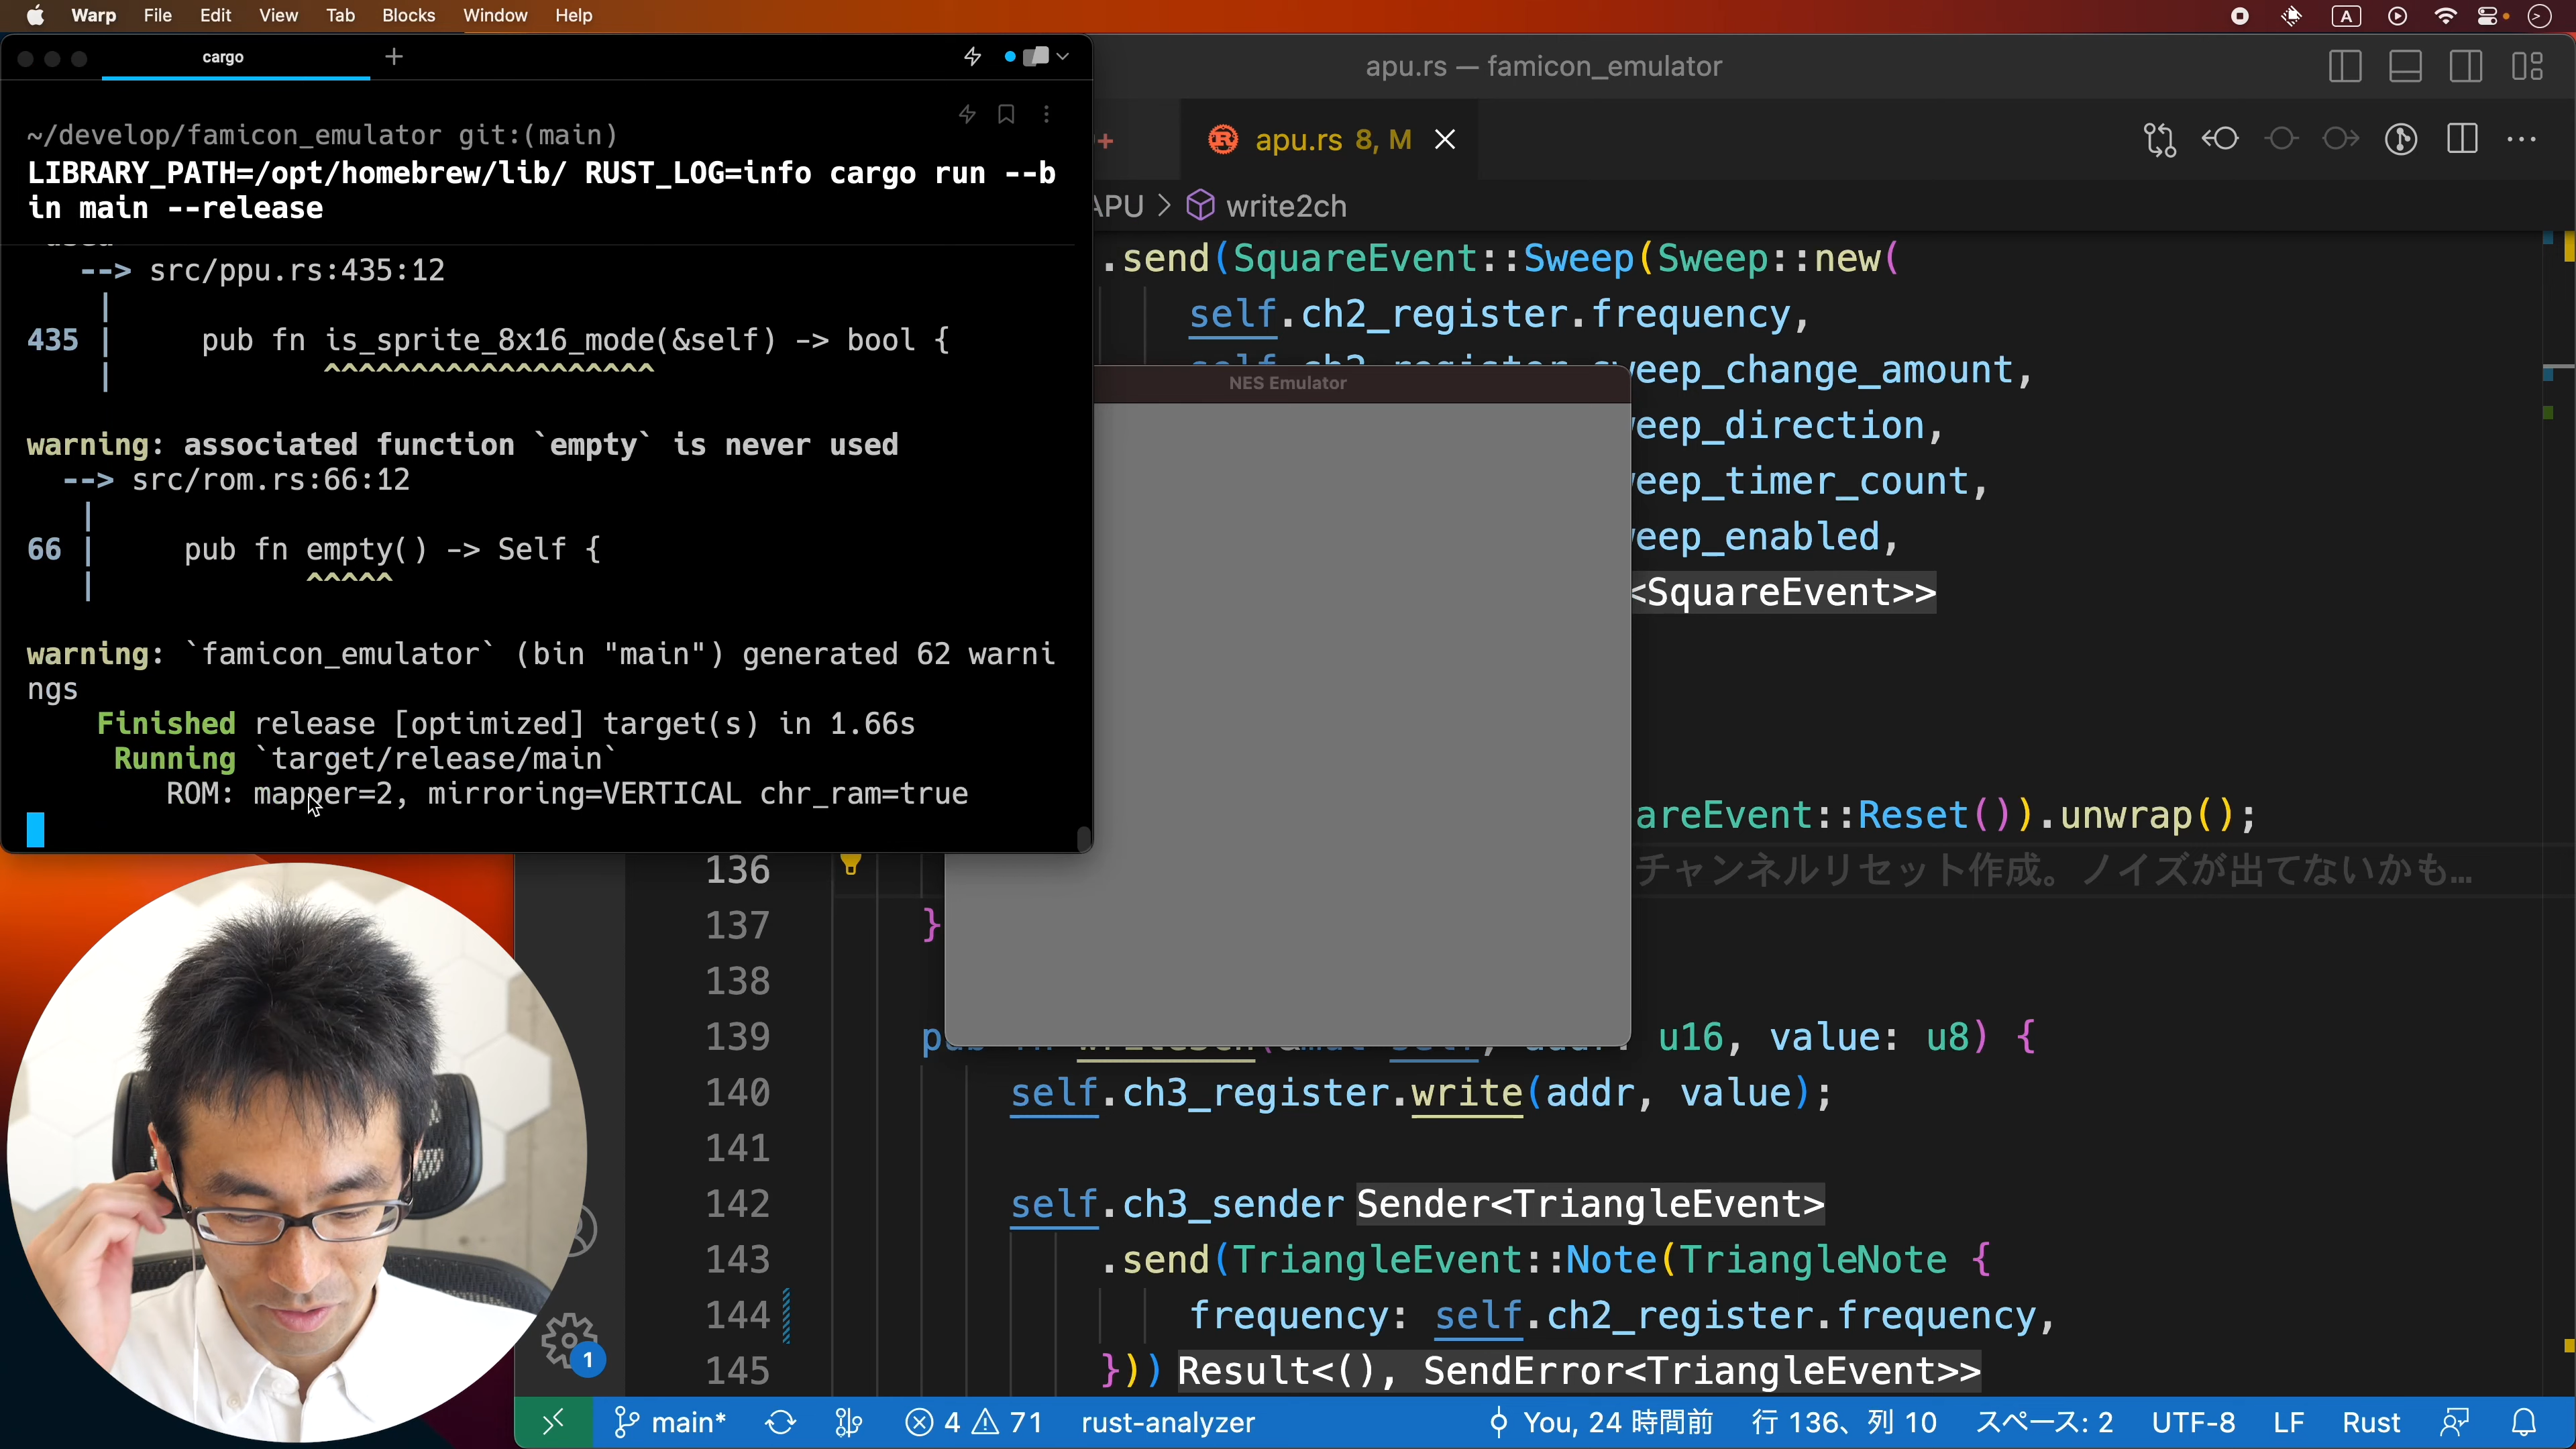 Warp File Edit View Tab Blocks Window Help
A
cargo
apu.rs — famicon_emulator
~/develop/famicon_emulator git:(main)
LIBRARY_PATH=/opt/homebrew/lib/ RUST_LOG=info cargo run --b
in main --release
--> src/ppu.rs:435:12
|
435 | pub fn is_sprite_8x16_mode(&self) -> bool {
| ^^^^^^^^^^^^^^^^^^^
warning: associated function `empty` is never used
--> src/rom.rs:66:12
|
66 | pub fn empty() -> Self {
| ^^^^^
warning: `famicon_emulator` (bin "main") generated 62 warni
ngs
Finished release [optimized] target(s) in 1.66s
Running `target/release/main`
ROM: mapper=2, mirroring=VERTICAL chr_ram=true
apu.rs 8, M
APU > write2ch
.send(SquareEvent::Sweep(Sweep::new(
self.ch2_register.frequency,
self.ch2_register.sweep_change_amount,
NES Emulator
eep_direction,
eep_timer_count,
eep_enabled,
<SquareEvent>>
areEvent::Reset()).unwrap();
136 チャンネルリセット作成。ノイズが出てないかも…
137 }
138
139 u16, value: u8) {
140 self.ch3_register.write(addr, value);
141
142 self.ch3_sender Sender<TriangleEvent>
143 .send(TriangleEvent::Note(TriangleNote {
144 frequency: self.ch2_register.frequency,
145 })) Result<(), SendError<TriangleEvent>>
1
main* 4 71 rust-analyzer You, 24 時間前 行 136、列 10 スペース: 2 UTF-8 LF Rust